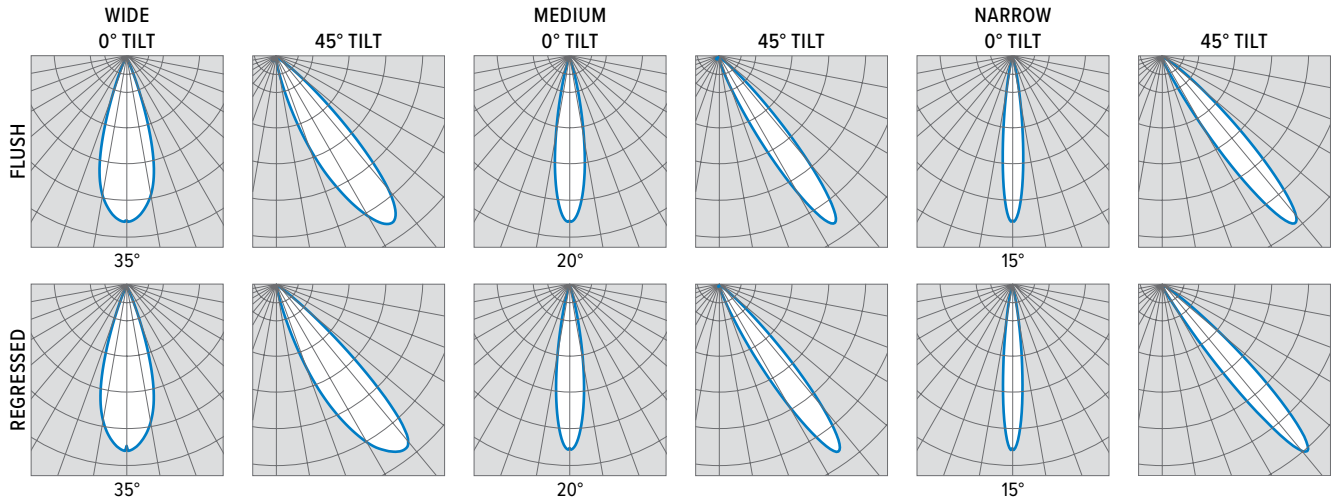 WIDE MEDIUM NARROW
0° TILT 45° TILT 0° TILT 45° TILT 0° TILT 45° TILT
FLUSH
35° 20° 15°
REGRESSED
35° 20° 15°